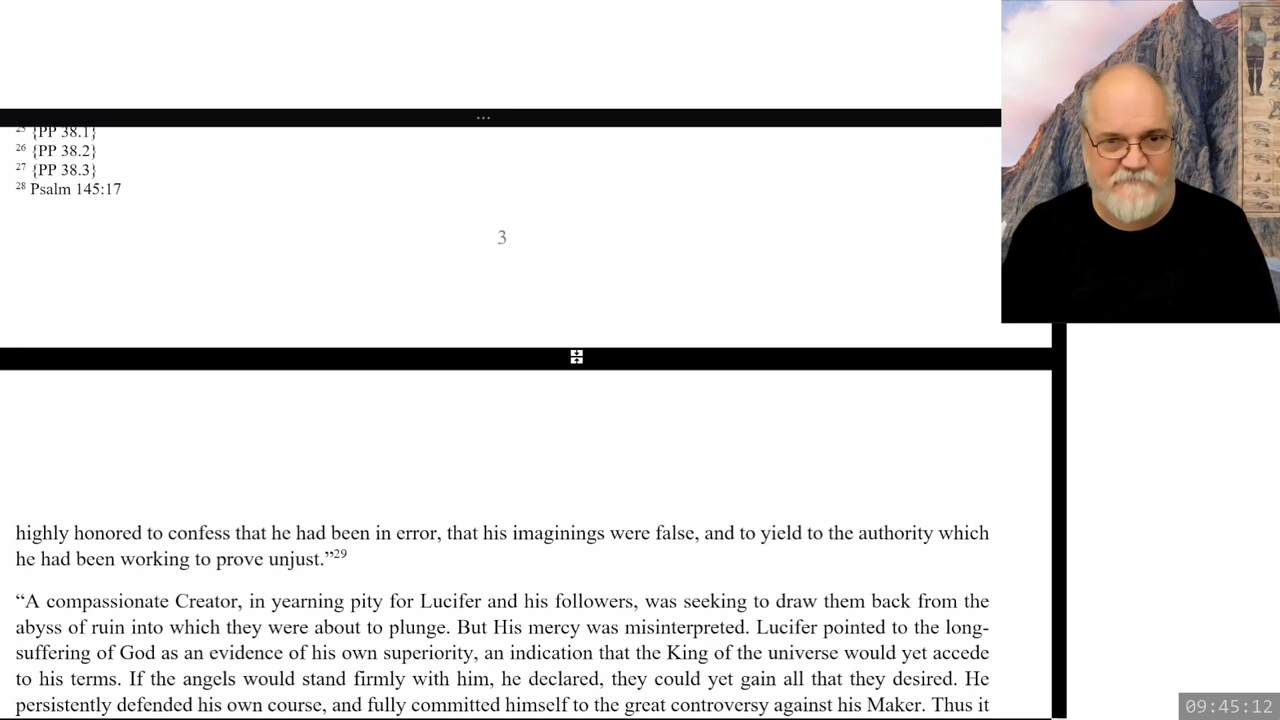 25 {PP 38.1}
26 {PP 38.2}
27 {PP 38.3}
28 Psalm 145:17
3
highly honored to confess that he had been in error, that his imaginings were false, and to yield to the authority which
he had been working to prove unjust.”29
“A compassionate Creator, in yearning pity for Lucifer and his followers, was seeking to draw them back from the
abyss of ruin into which they were about to plunge. But His mercy was misinterpreted. Lucifer pointed to the long-
suffering of God as an evidence of his own superiority, an indication that the King of the universe would yet accede
to his terms. If the angels would stand firmly with him, he declared, they could yet gain all that they desired. He
persistently defended his own course, and fully committed himself to the great controversy against his Maker. Thus it
09:45:12